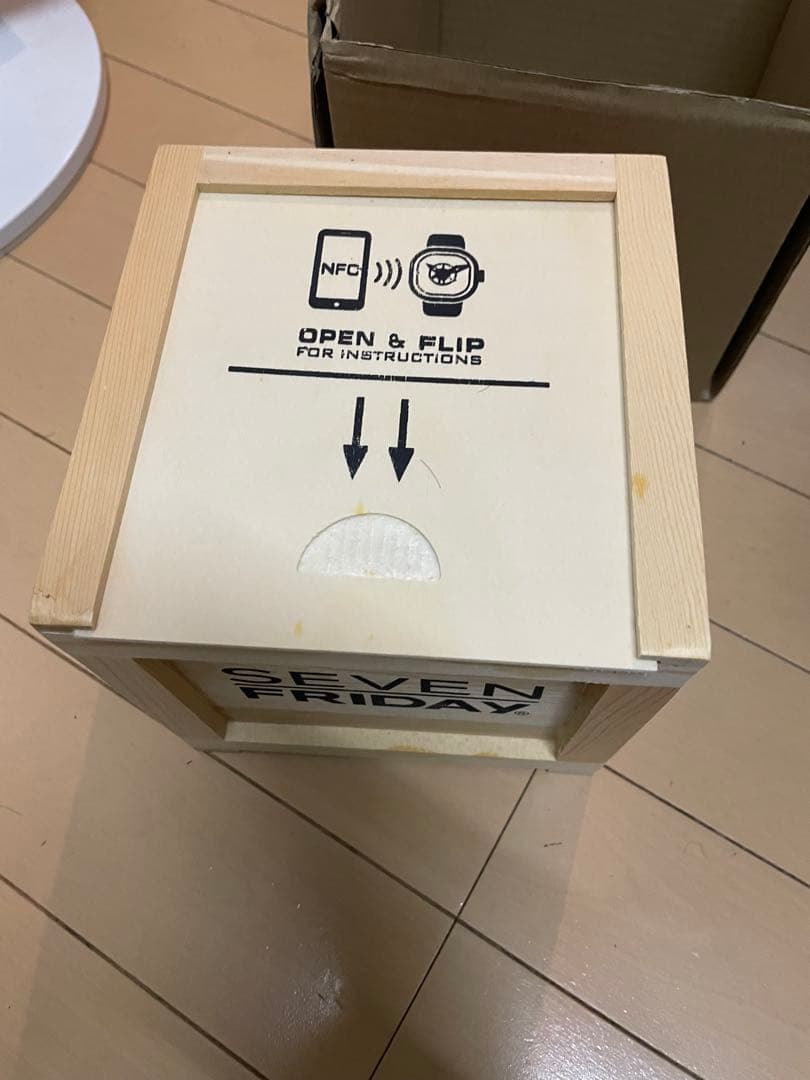 NFC
OPEN & FLIP
FOR INSTRUCTIONS
SEVEN
FRIDAY®